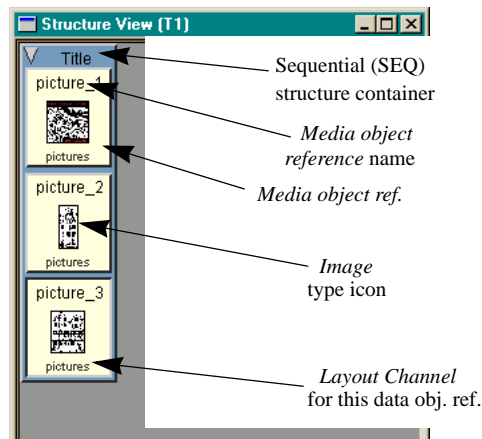 Structure View (T1)
Title
picture_1
pictures
picture_2
pictures
picture_3
pictures
Sequential (SEQ)
structure container
Media object
reference name
Media object ref.
Image
type icon
Layout Channel
for this data obj. ref.